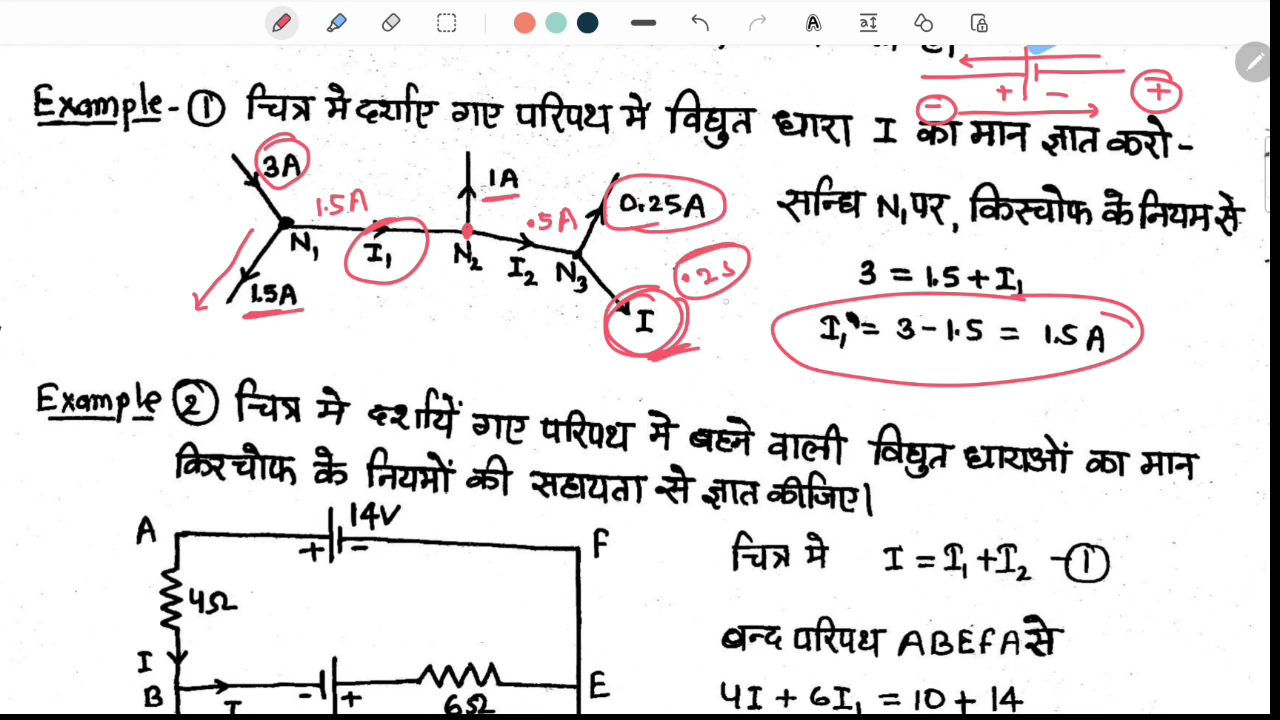 Example - ① चित्र मे दर्शाए गए परिपथ में विद्युत धारा I का मान ज्ञात करो -
+ -
- +
3A
1.5A
1A
.5A
0.25A
N₁
I₁
N₂
I₂
N₃
.25
1.5A
I
सन्धि N₁ पर, किरचोफ के नियम से
3 = 1.5 + I₁
I₁ = 3 - 1.5 = 1.5A
Example ② चित्र मे दर्शायें गए परिपथ मे बहने वाली विद्युत धाराओं का मान
किरचोफ के नियमों की सहायता से ज्ञात कीजिए।
A
14V
F
+ -
4Ω
I
B
- +
6Ω
E
चित्र मे I = I₁ + I₂ - ①
बन्द परिपथ ABEFA से
4I + 6I₁ = 10 + 14